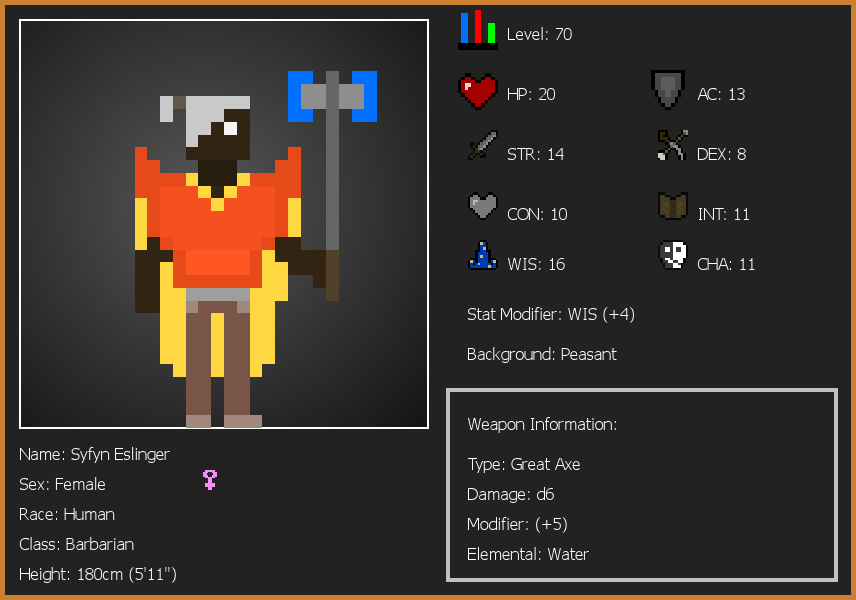 Level: 70
HP: 20
AC: 13
STR: 14
DEX: 8
CON: 10
INT: 11
WIS: 16
CHA: 11
Stat Modifier: WIS (+4)
Background: Peasant
Weapon Information:
Type: Great Axe
Damage: d6
Modifier: (+5)
Elemental: Water
Name: Syfyn Eslinger
Sex: Female
Race: Human
Class: Barbarian
Height: 180cm (5'11")